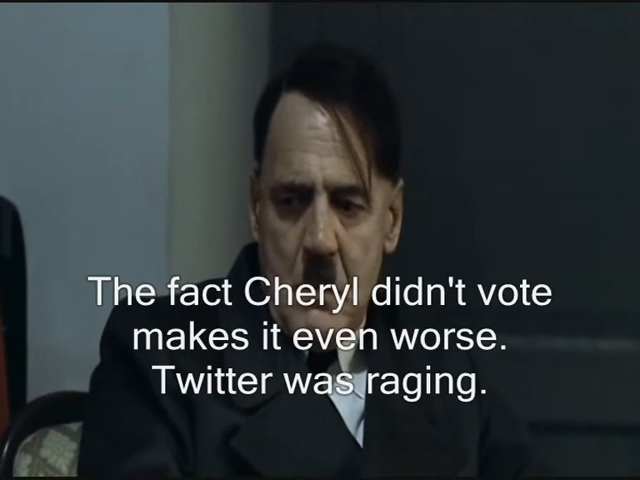 The fact Cheryl didn't vote
makes it even worse.
Twitter was raging.